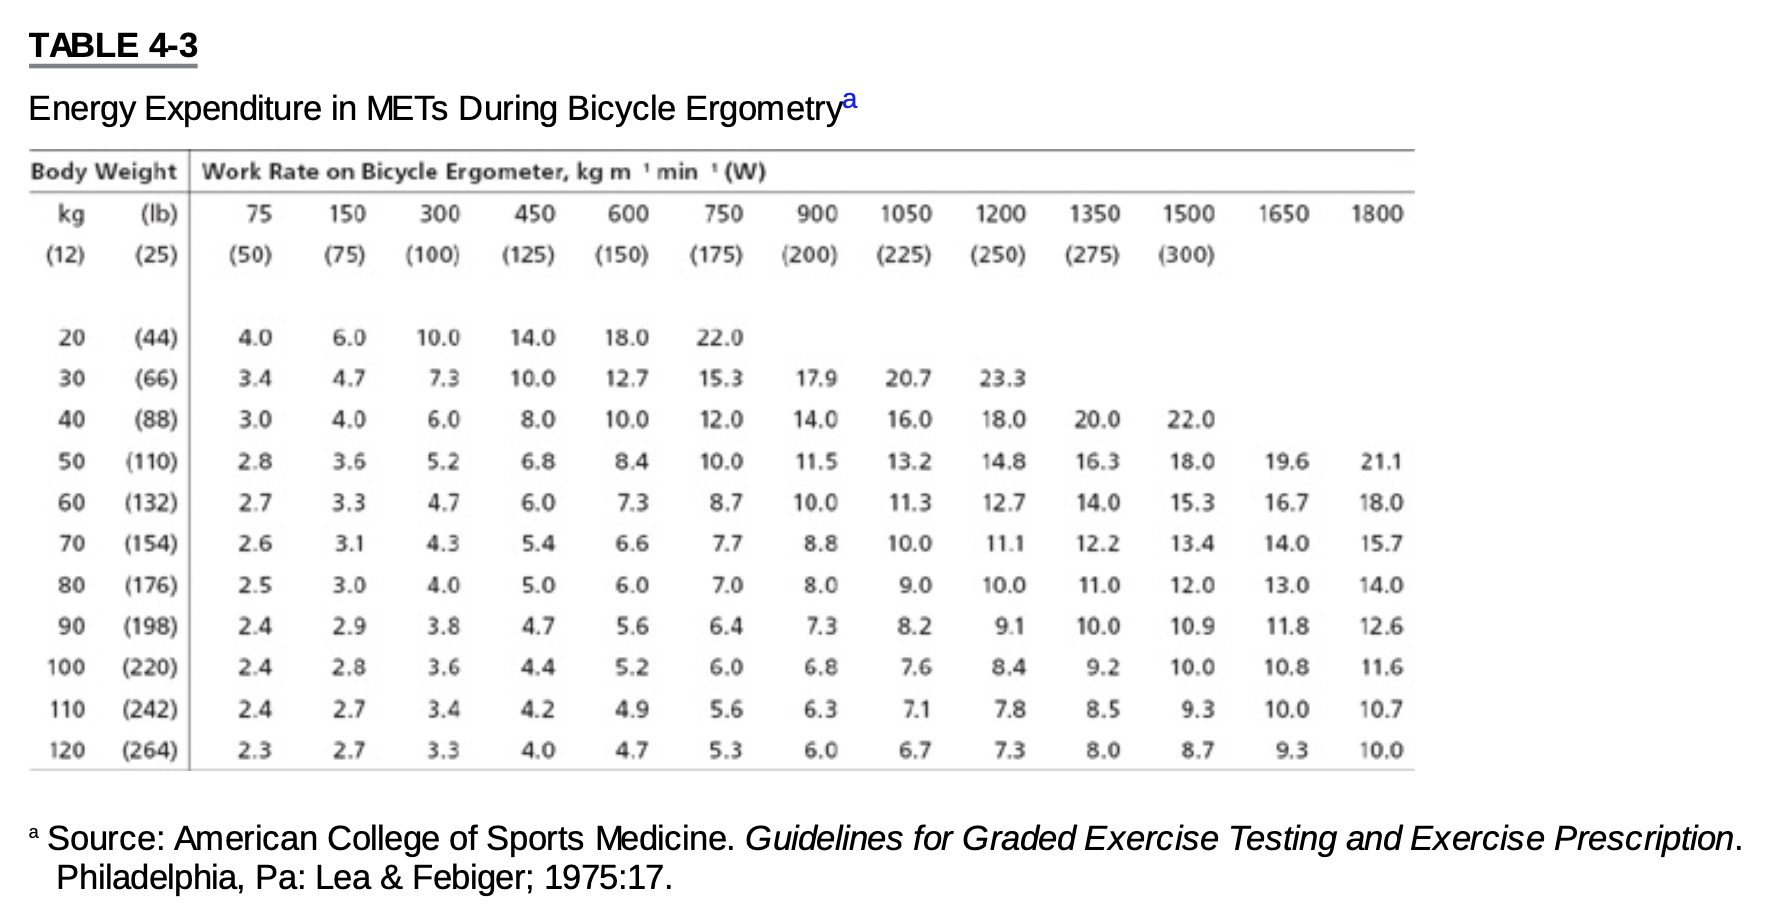 TABLE 4-3
Energy Expenditure in METs During Bicycle Ergometryᵃ
Body Weight Work Rate on Bicycle Ergometer, kg m ¹ min ¹ (W)
kg (lb) 75 150 300 450 600 750 900 1050 1200 1350 1500 1650 1800
(12) (25) (50) (75) (100) (125) (150) (175) (200) (225) (250) (275) (300)
20 (44) 4.0 6.0 10.0 14.0 18.0 22.0
30 (66) 3.4 4.7 7.3 10.0 12.7 15.3 17.9 20.7 23.3
40 (88) 3.0 4.0 6.0 8.0 10.0 12.0 14.0 16.0 18.0 20.0 22.0
50 (110) 2.8 3.6 5.2 6.8 8.4 10.0 11.5 13.2 14.8 16.3 18.0 19.6 21.1
60 (132) 2.7 3.3 4.7 6.0 7.3 8.7 10.0 11.3 12.7 14.0 15.3 16.7 18.0
70 (154) 2.6 3.1 4.3 5.4 6.6 7.7 8.8 10.0 11.1 12.2 13.4 14.0 15.7
80 (176) 2.5 3.0 4.0 5.0 6.0 7.0 8.0 9.0 10.0 11.0 12.0 13.0 14.0
90 (198) 2.4 2.9 3.8 4.7 5.6 6.4 7.3 8.2 9.1 10.0 10.9 11.8 12.6
100 (220) 2.4 2.8 3.6 4.4 5.2 6.0 6.8 7.6 8.4 9.2 10.0 10.8 11.6
110 (242) 2.4 2.7 3.4 4.2 4.9 5.6 6.3 7.1 7.8 8.5 9.3 10.0 10.7
120 (264) 2.3 2.7 3.3 4.0 4.7 5.3 6.0 6.7 7.3 8.0 8.7 9.3 10.0
ᵃ Source: American College of Sports Medicine. Guidelines for Graded Exercise Testing and Exercise Prescription.
Philadelphia, Pa: Lea & Febiger; 1975:17.